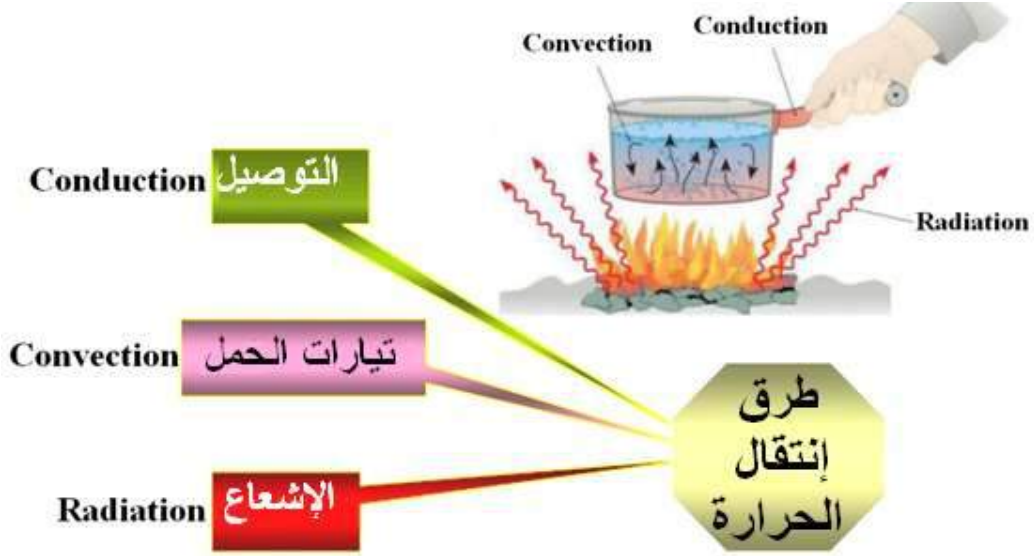 Convection
Conduction
Radiation
Conduction التوصيل
Convection تيارات الحمل
Radiation الإشعاع
طرق
إنتقال
الحرارة